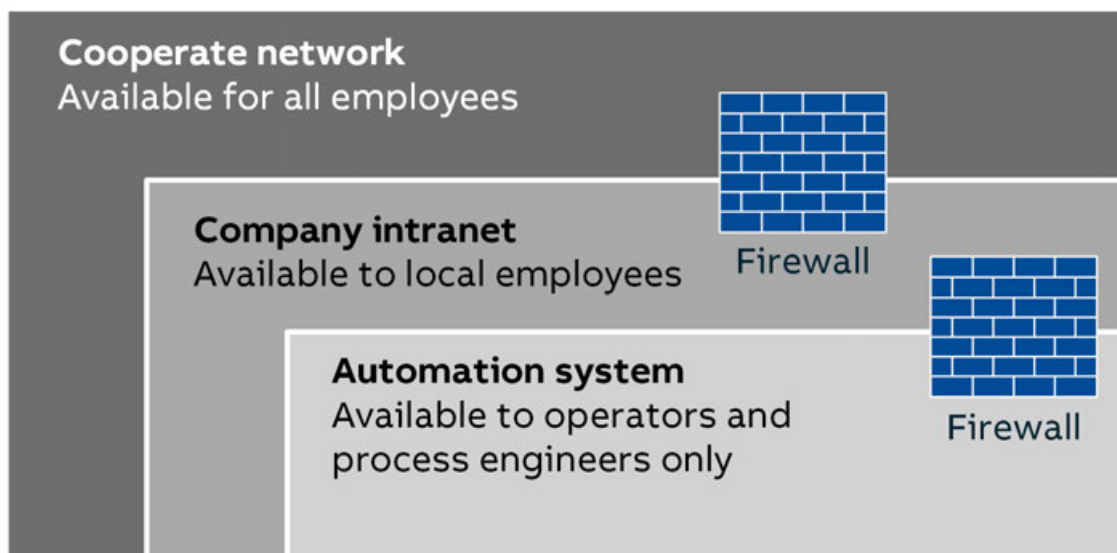 Cooperate network
Available for all employees
Company intranet
Available to local employees
Firewall
Automation system
Available to operators and
process engineers only
Firewall